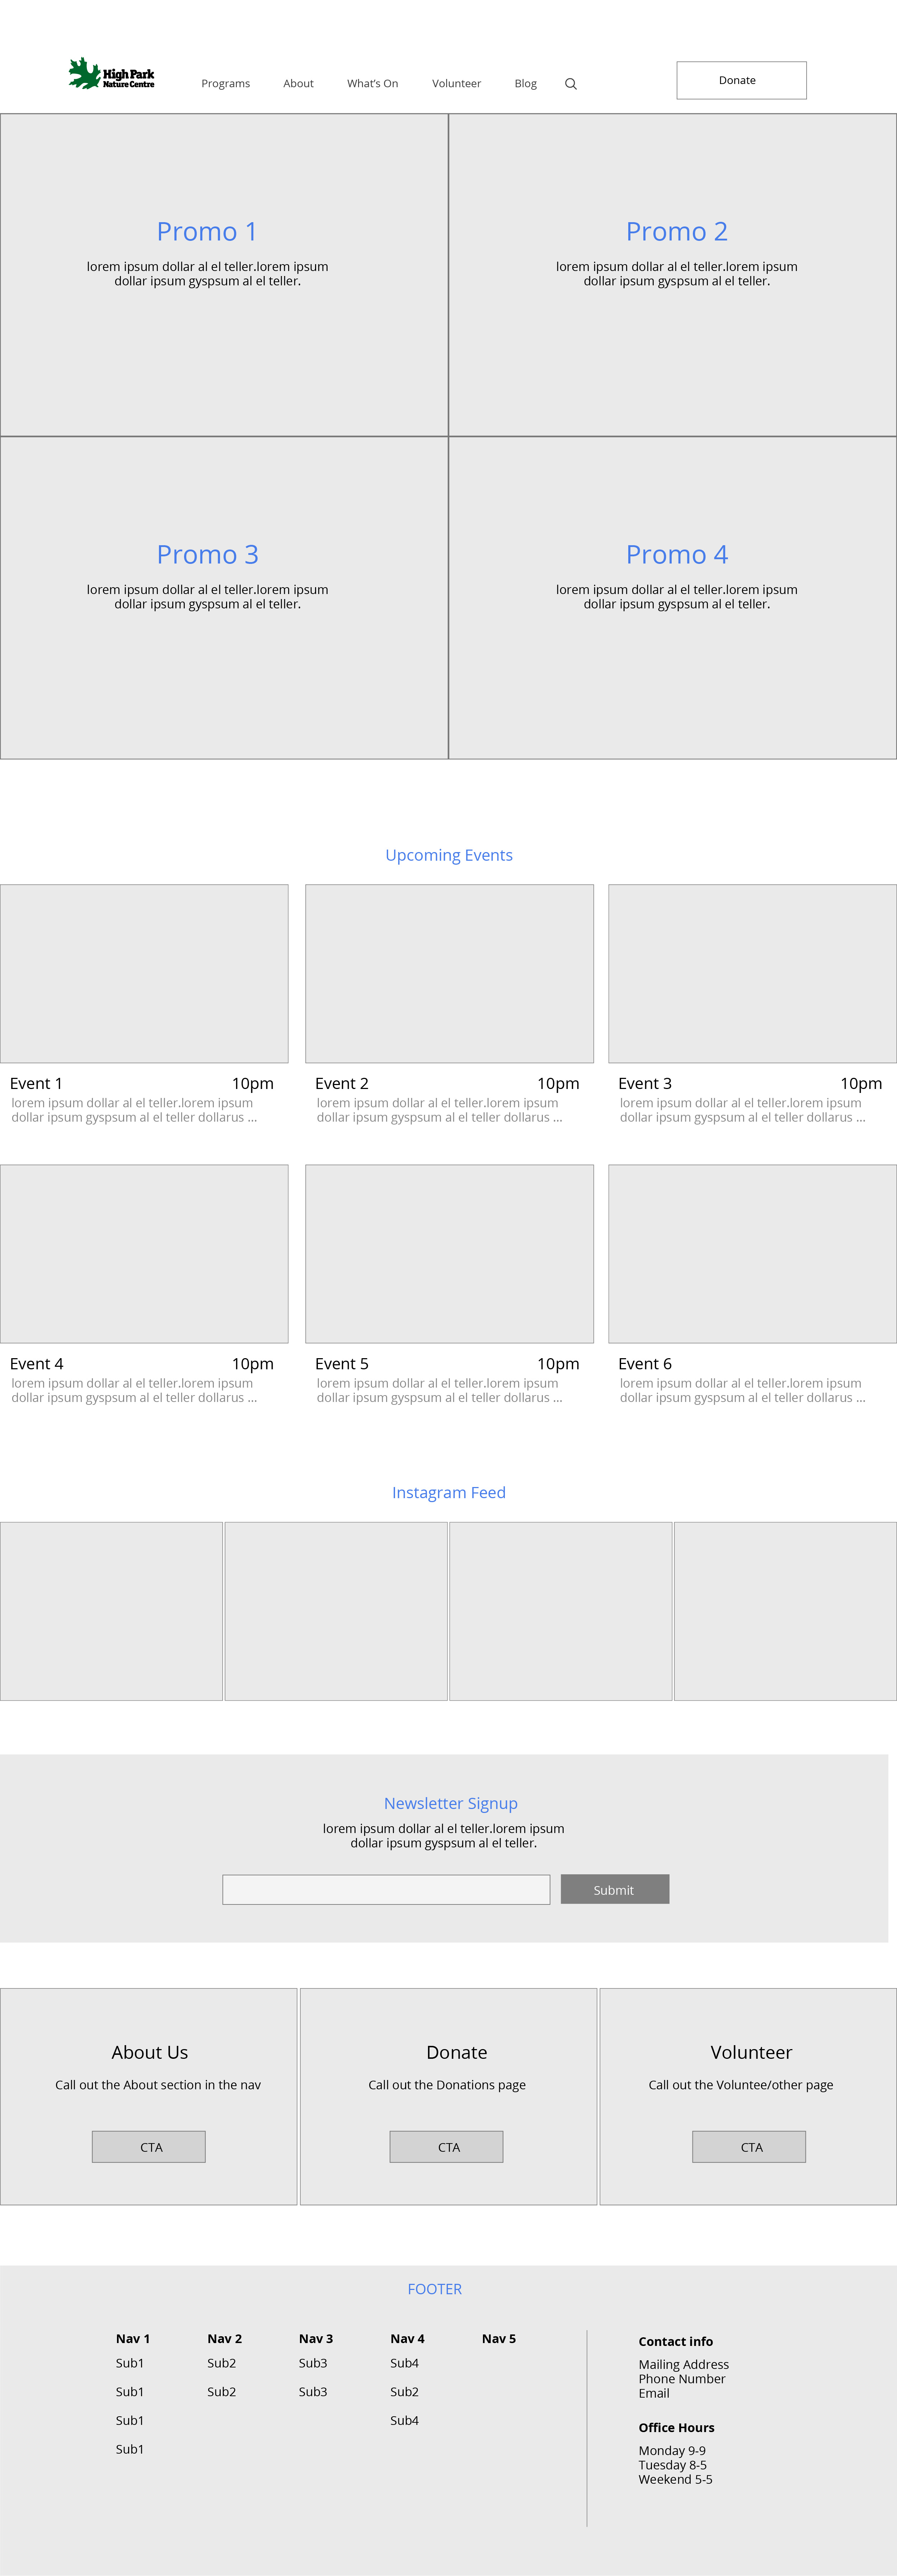 High Park
Nature Centre
Programs About What's On Volunteer Blog
Donate
Promo 1
lorem ipsum dollar al el teller.lorem ipsum
dollar ipsum gyspsum al el teller.
Promo 2
lorem ipsum dollar al el teller.lorem ipsum
dollar ipsum gyspsum al el teller.
Promo 3
lorem ipsum dollar al el teller.lorem ipsum
dollar ipsum gyspsum al el teller.
Promo 4
lorem ipsum dollar al el teller.lorem ipsum
dollar ipsum gyspsum al el teller.
Upcoming Events
Event 1 10pm
lorem ipsum dollar al el teller.lorem ipsum
dollar ipsum gyspsum al el teller dollarus ...
Event 2 10pm
lorem ipsum dollar al el teller.lorem ipsum
dollar ipsum gyspsum al el teller dollarus ...
Event 3 10pm
lorem ipsum dollar al el teller.lorem ipsum
dollar ipsum gyspsum al el teller dollarus ...
Event 4 10pm
lorem ipsum dollar al el teller.lorem ipsum
dollar ipsum gyspsum al el teller dollarus ...
Event 5 10pm
lorem ipsum dollar al el teller.lorem ipsum
dollar ipsum gyspsum al el teller dollarus ...
Event 6
lorem ipsum dollar al el teller.lorem ipsum
dollar ipsum gyspsum al el teller dollarus ...
Instagram Feed
Newsletter Signup
lorem ipsum dollar al el teller.lorem ipsum
dollar ipsum gyspsum al el teller.
Submit
About Us
Call out the About section in the nav
CTA
Donate
Call out the Donations page
CTA
Volunteer
Call out the Voluntee/other page
CTA
FOOTER
Nav 1
Sub1
Sub1
Sub1
Sub1
Nav 2
Sub2
Sub2
Nav 3
Sub3
Sub3
Nav 4
Sub4
Sub2
Sub4
Nav 5
Contact info
Mailing Address
Phone Number
Email
Office Hours
Monday 9-9
Tuesday 8-5
Weekend 5-5